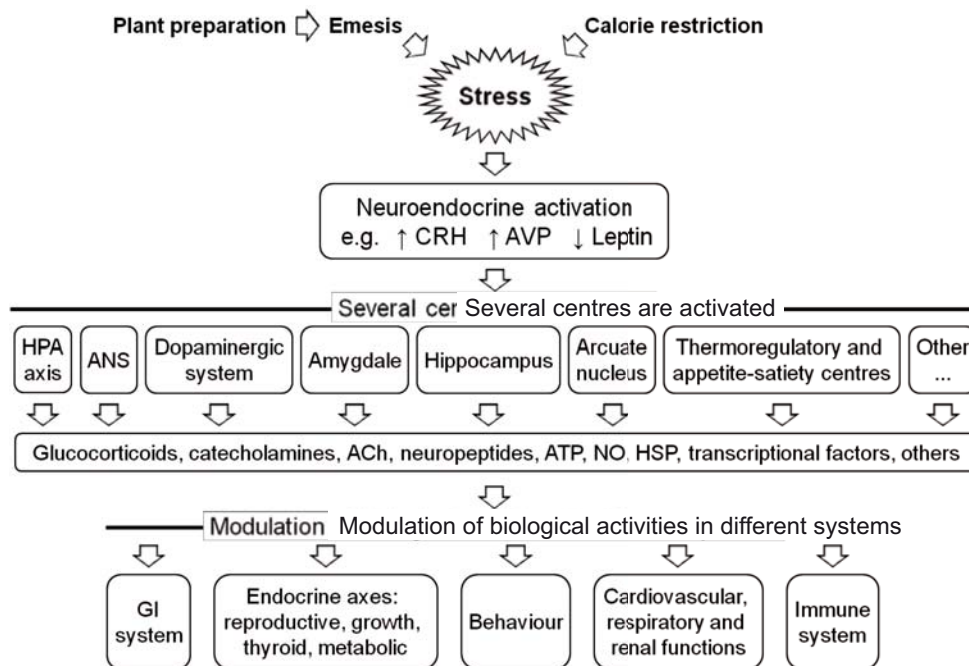 Plant preparation Emesis Calorie restriction
Stress
Neuroendocrine activation
e.g. ↑ CRH ↑ AVP ↓ Leptin
Several cer Several centres are activated
HPA
axis
ANS
Dopaminergic
system
Amygdale
Hippocampus
Arcuate
nucleus
Thermoregulatory and
appetite-satiety centres
Other
...
Glucocorticoids, catecholamines, ACh, neuropeptides, ATP, NO, HSP, transcriptional factors, others
Modulation Modulation of biological activities in different systems
GI
system
Endocrine axes:
reproductive, growth,
thyroid, metabolic
Behaviour
Cardiovascular,
respiratory and
renal functions
Immune
system